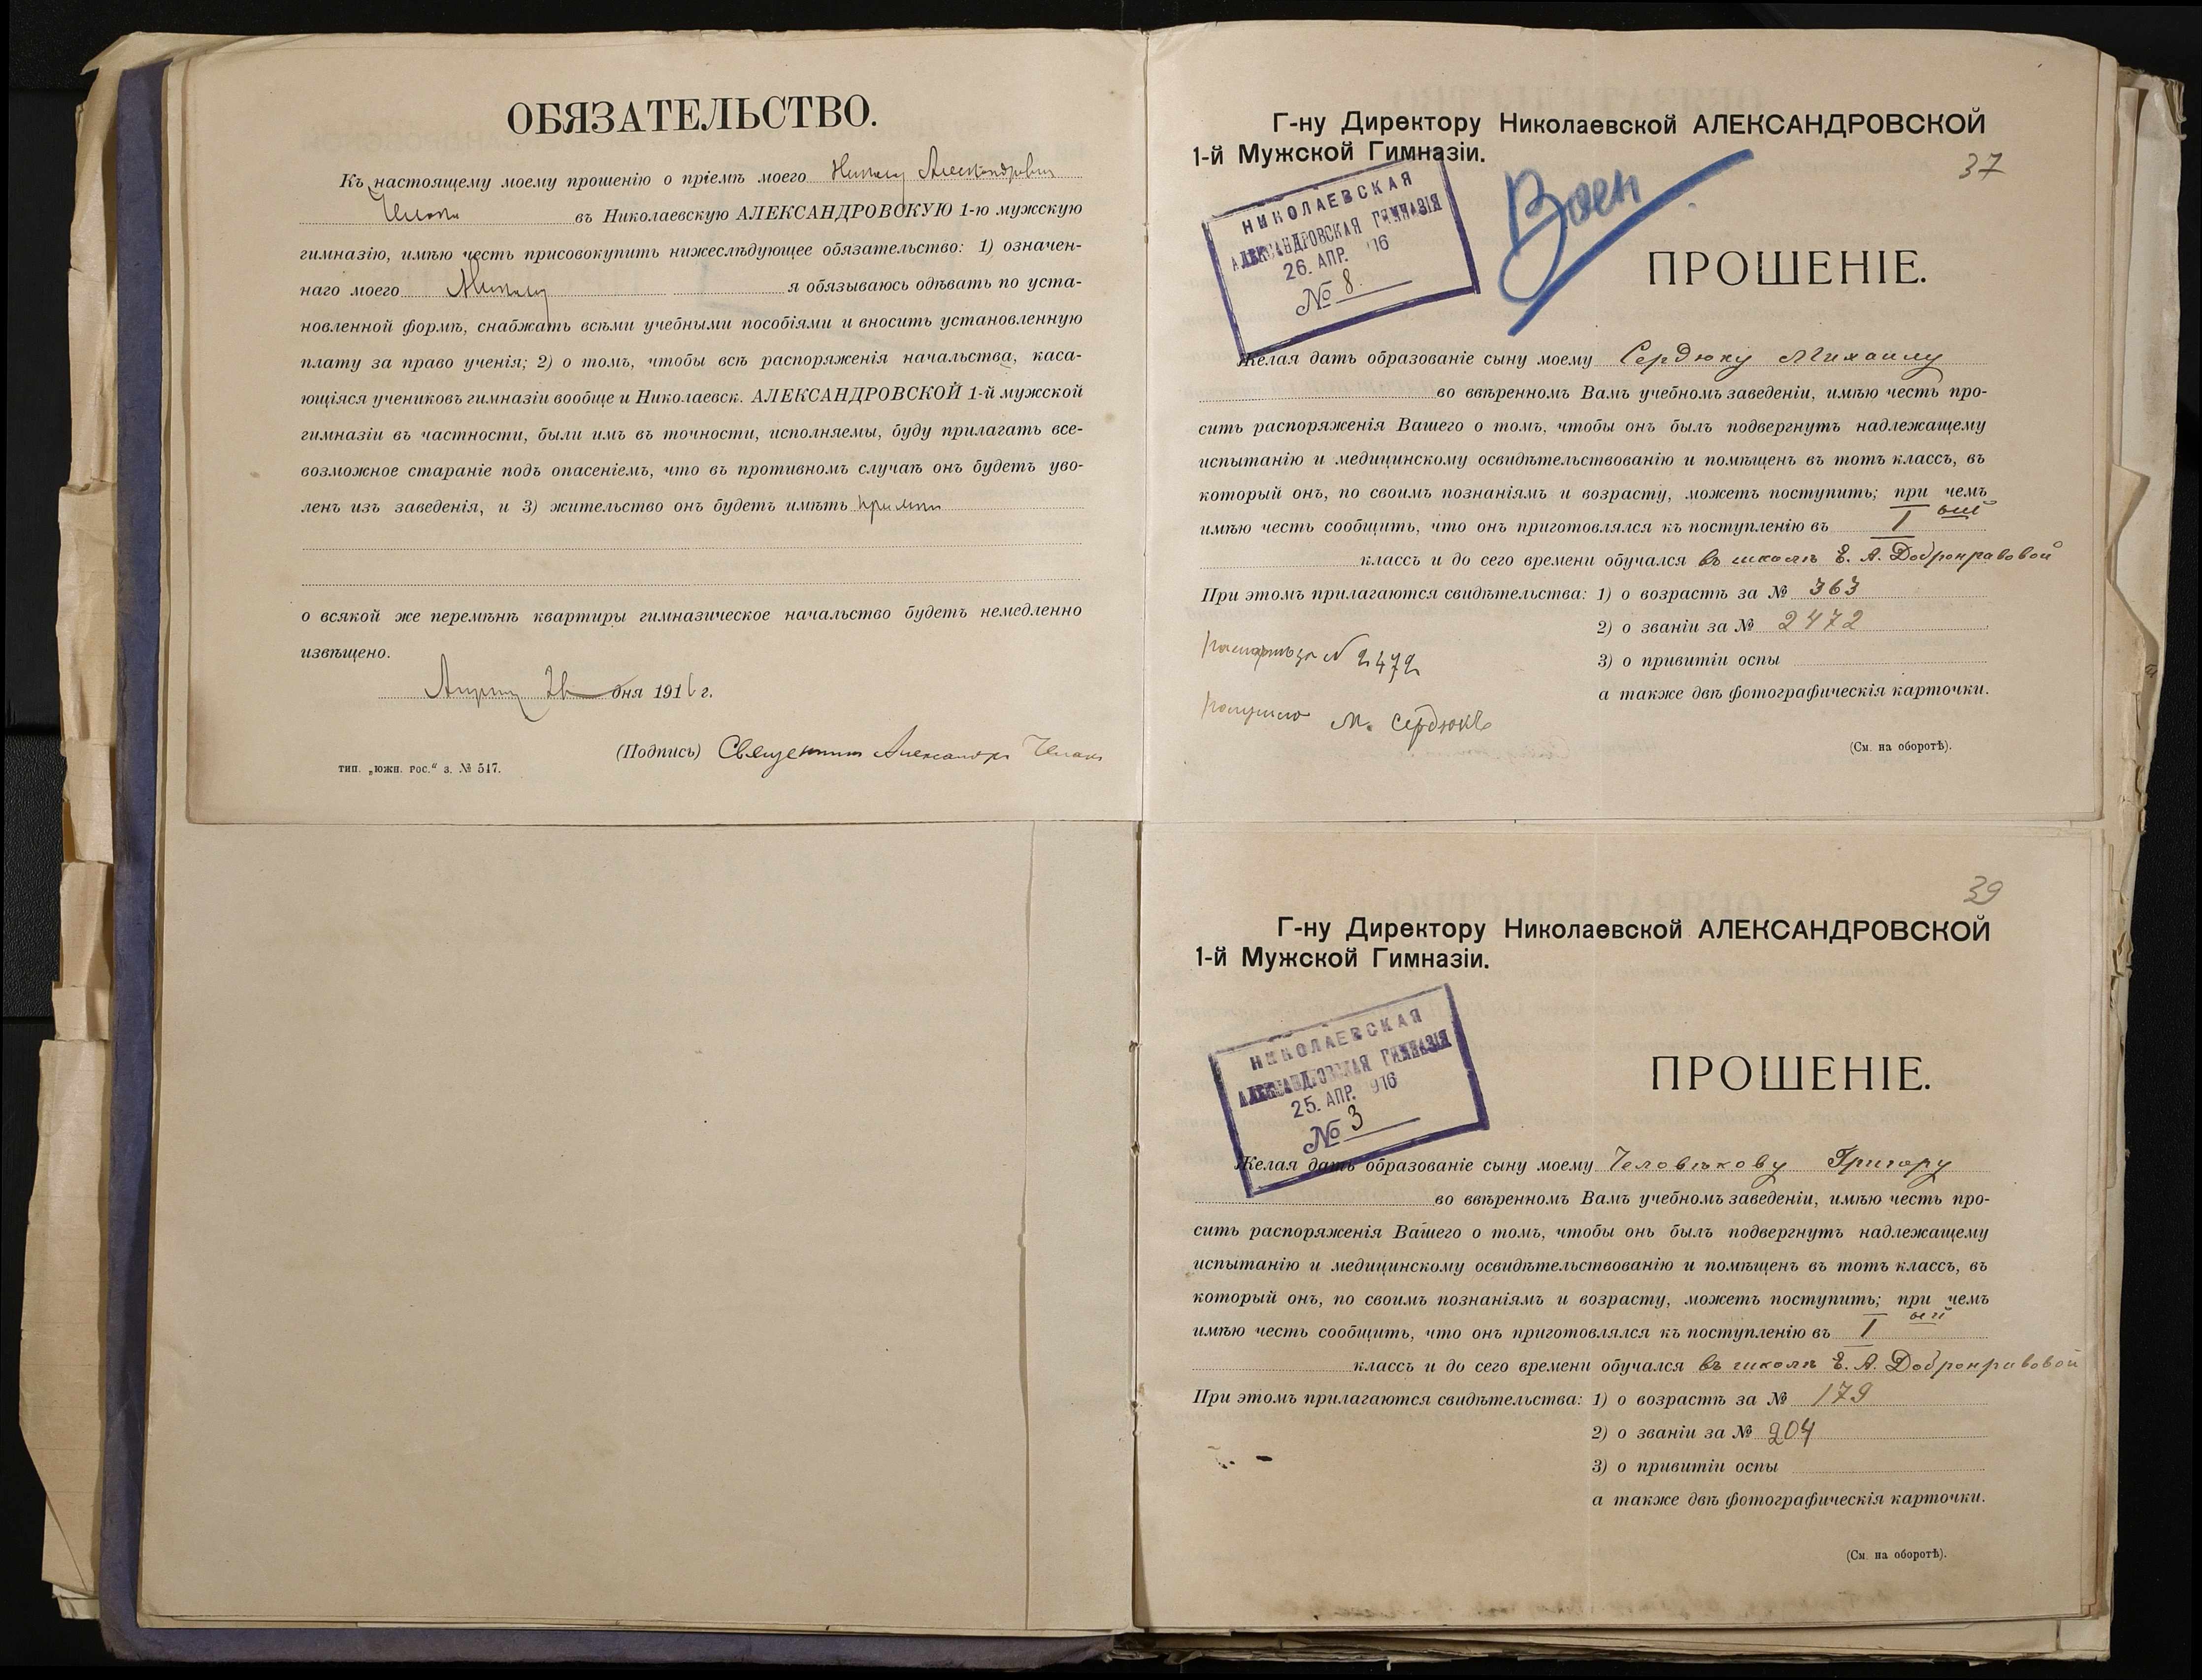 ОБЯЗАТЕЛЬСТВО.
Къ настоящему моему прошенію о пріемѣ моего
въ Николаевскую АЛЕКСАНДРОВСКУЮ 1-ю мужскую
гимназію, имѣю честь присовокупить нижеслѣдующее обязательство: 1) означен-
наго моего я обязываюсь одѣвать по уста-
новленной формѣ, снабжать всѣми учебными пособіями и вносить установленную
плату за право ученія; 2) о томъ, чтобы всѣ распоряженія начальства, каса-
ющіяся учениковъ гимназіи вообще и Николаевск. АЛЕКСАНДРОВСКОЙ 1-й мужской
гимназіи въ частности, были имъ въ точности, исполняемы, буду прилагать все-
возможное стараніе подъ опасеніемъ, что въ противномъ случаѣ онъ будетъ уво-
ленъ изъ заведенія, и 3) жительство онъ будетъ имѣть при мнѣ
о всякой же перемѣнѣ квартиры гимназическое начальство будетъ немедленно
извѣщено.
дня 1916 г.
(Подпись) Священникъ Александръ
тип. „южн. рос.“ з. № 517.
Г-ну Директору Николаевской АЛЕКСАНДРОВСКОЙ
1-й Мужской Гимназіи.
37
Воен
НИКОЛАЕВСКАЯ
АЛЕКСАНДРОВСКАЯ ГИМНАЗІЯ
26. АПР. 16
№ 8.
ПРОШЕНІЕ.
Желая дать образованіе сыну моему Сердюку Михаилу
во ввѣренномъ Вамъ учебномъ заведеніи, имѣю честь про-
сить распоряженія Вашего о томъ, чтобы онъ былъ подвергнутъ надлежащему
испытанію и медицинскому освидѣтельствованію и помѣщенъ въ тотъ классъ, въ
который онъ, по своимъ познаніямъ и возрасту, можетъ поступить; при чемъ
имѣю честь сообщить, что онъ приготовлялся къ поступленію въ I ый
классъ и до сего времени обучался въ школѣ Е. А. Добронравовой
При этомъ прилагаются свидѣтельства: 1) о возрастѣ за № 363
2) о званіи за № 2472
3) о привитіи оспы
а также двѣ фотографическія карточки.
за N 2472
М. Сердюкъ
(См. на оборотѣ).
39
Г-ну Директору Николаевской АЛЕКСАНДРОВСКОЙ
1-й Мужской Гимназіи.
НИКОЛАЕВСКАЯ
АЛЕКСАНДРОВСКАЯ ГИМНАЗІЯ
25. АПР. 916
№ 3
ПРОШЕНІЕ.
Желая дать образованіе сыну моему Человѣкову Григору
во ввѣренномъ Вамъ учебномъ заведеніи, имѣю честь про-
сить распоряженія Вашего о томъ, чтобы онъ былъ подвергнутъ надлежащему
испытанію и медицинскому освидѣтельствованію и помѣщенъ въ тотъ классъ, въ
который онъ, по своимъ познаніямъ и возрасту, можетъ поступить; при чемъ
имѣю честь сообщить, что онъ приготовлялся къ поступленію въ I ый
классъ и до сего времени обучался въ школѣ Е. А. Добронравовой
При этомъ прилагаются свидѣтельства: 1) о возрастѣ за № 179
2) о званіи за № 204
3) о привитіи оспы
а также двѣ фотографическія карточки.
(См. на оборотѣ).